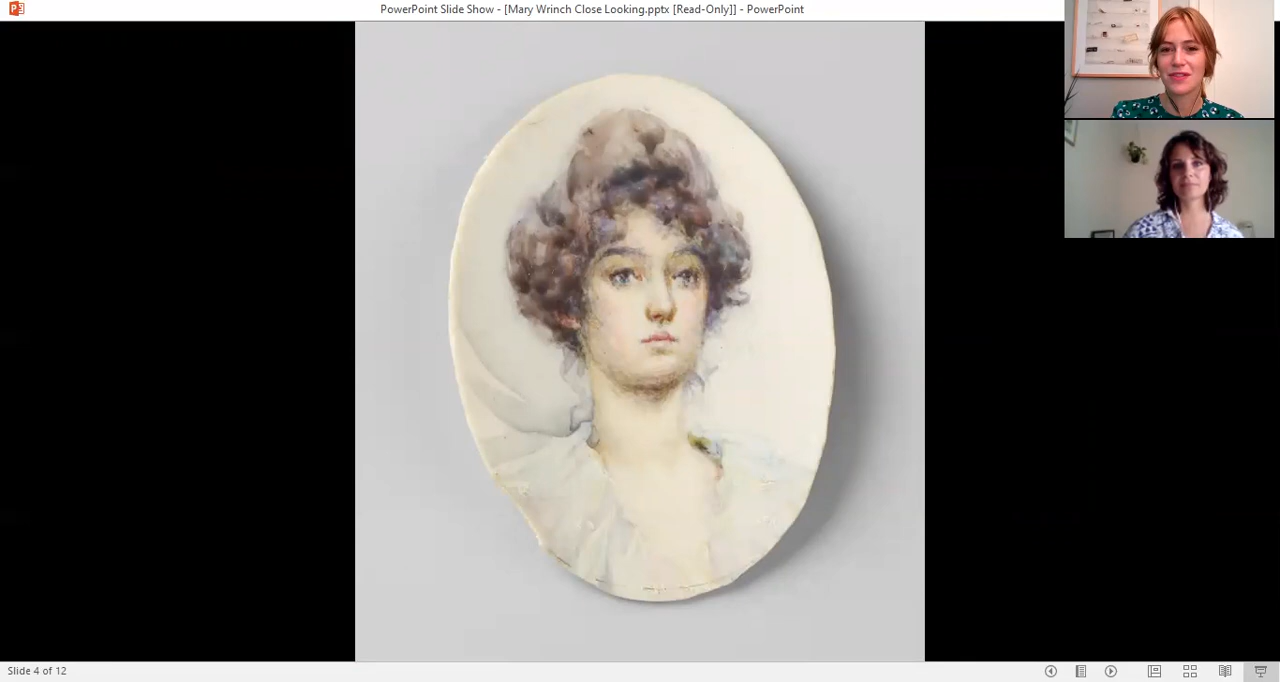 PowerPoint Slide Show - [Mary Wrinch Close Looking.pptx [Read-Only]] - PowerPoint
Slide 4 of 12